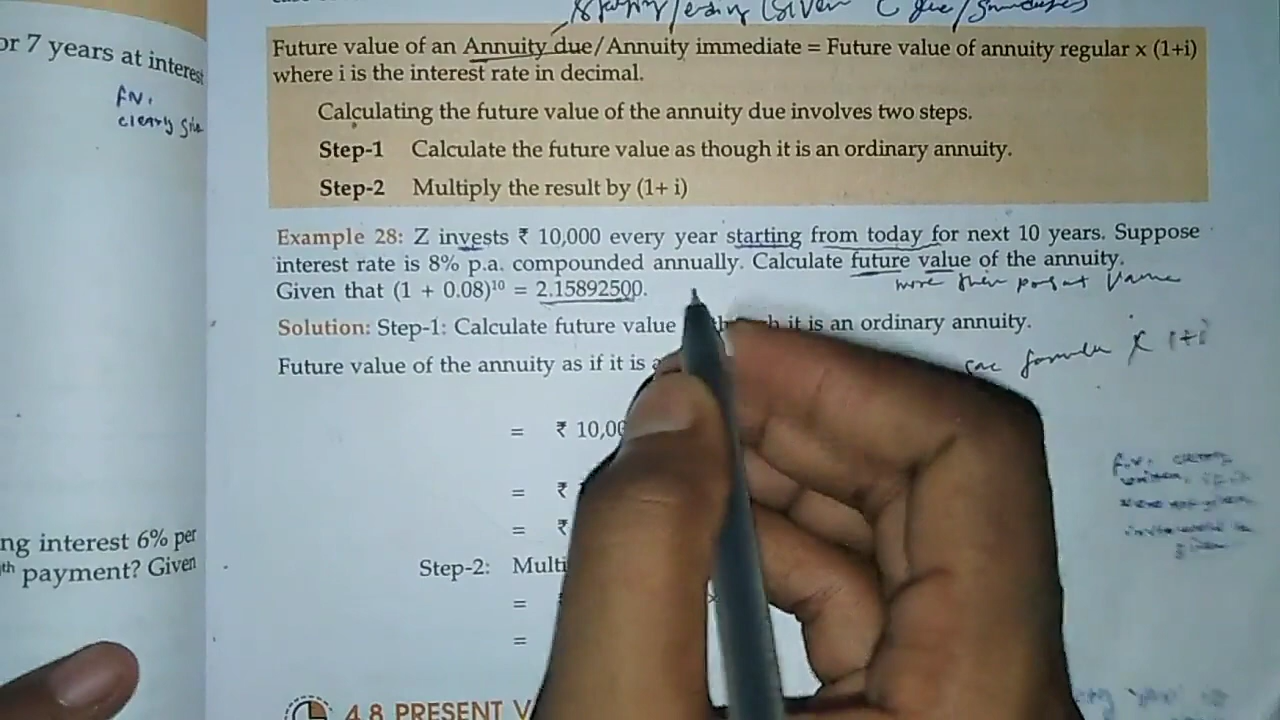 Given
or 7 years at interest
F.V.
clearly
Future value of an Annuity due/Annuity immediate = Future value of annuity regular x (1+i)
where i is the interest rate in decimal.
Calculating the future value of the annuity due involves two steps.
Step-1 Calculate the future value as though it is an ordinary annuity.
Step-2 Multiply the result by (1+ i)
Example 28: Z invests ₹ 10,000 every year starting from today for next 10 years. Suppose
interest rate is 8% p.a. compounded annually. Calculate future value of the annuity.
Given that (1 + 0.08)¹⁰ = 2.15892500.
more than Value
Solution: Step-1: Calculate future value it is an ordinary annuity.
Future value of the annuity as if it is
formula x 1+i
= ₹ 10,00
= ₹
= ₹
Step-2: Multi
=
=
ng interest 6% per
th payment? Given
4.8 PRESENT V